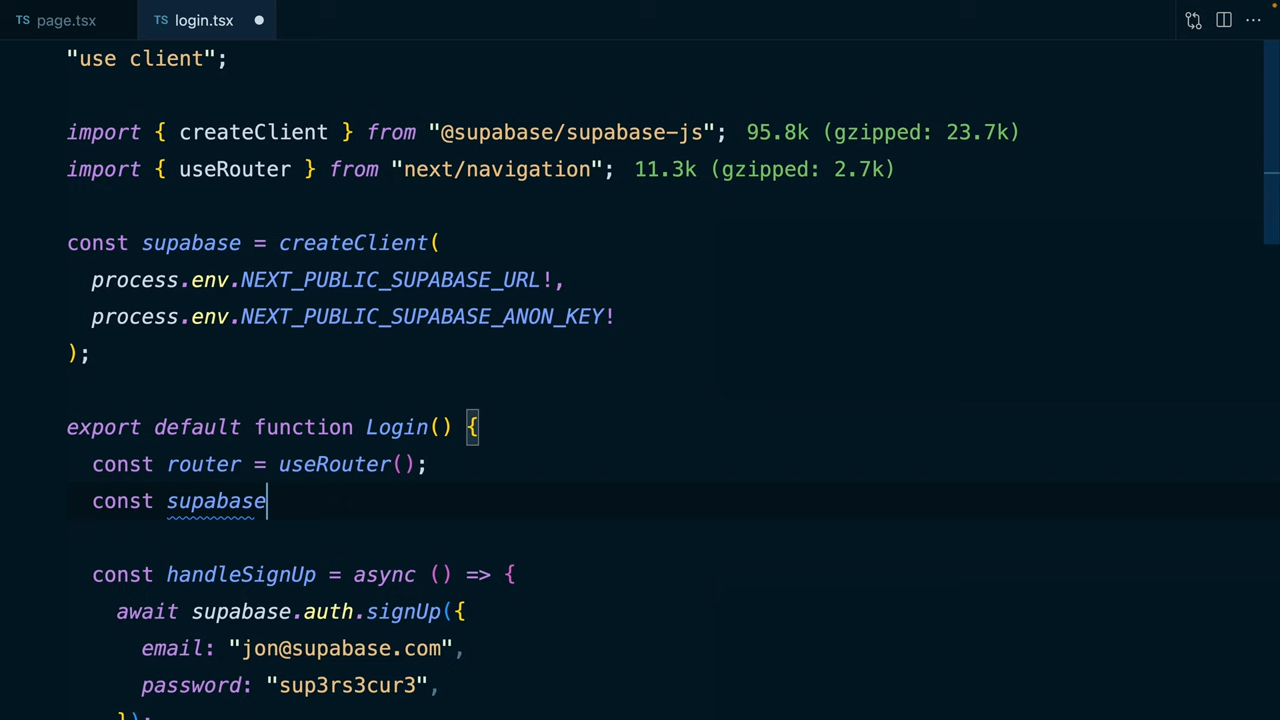 TS page.tsx TS login.tsx
"use client";
import { createClient } from "@supabase/supabase-js"; 95.8k (gzipped: 23.7k)
import { useRouter } from "next/navigation"; 11.3k (gzipped: 2.7k)
const supabase = createClient(
process.env.NEXT_PUBLIC_SUPABASE_URL!,
process.env.NEXT_PUBLIC_SUPABASE_ANON_KEY!
);
export default function Login() {
const router = useRouter();
const supabase
const handleSignUp = async () => {
await supabase.auth.signUp({
email: "jon@supabase.com",
password: "sup3rs3cur3",
});